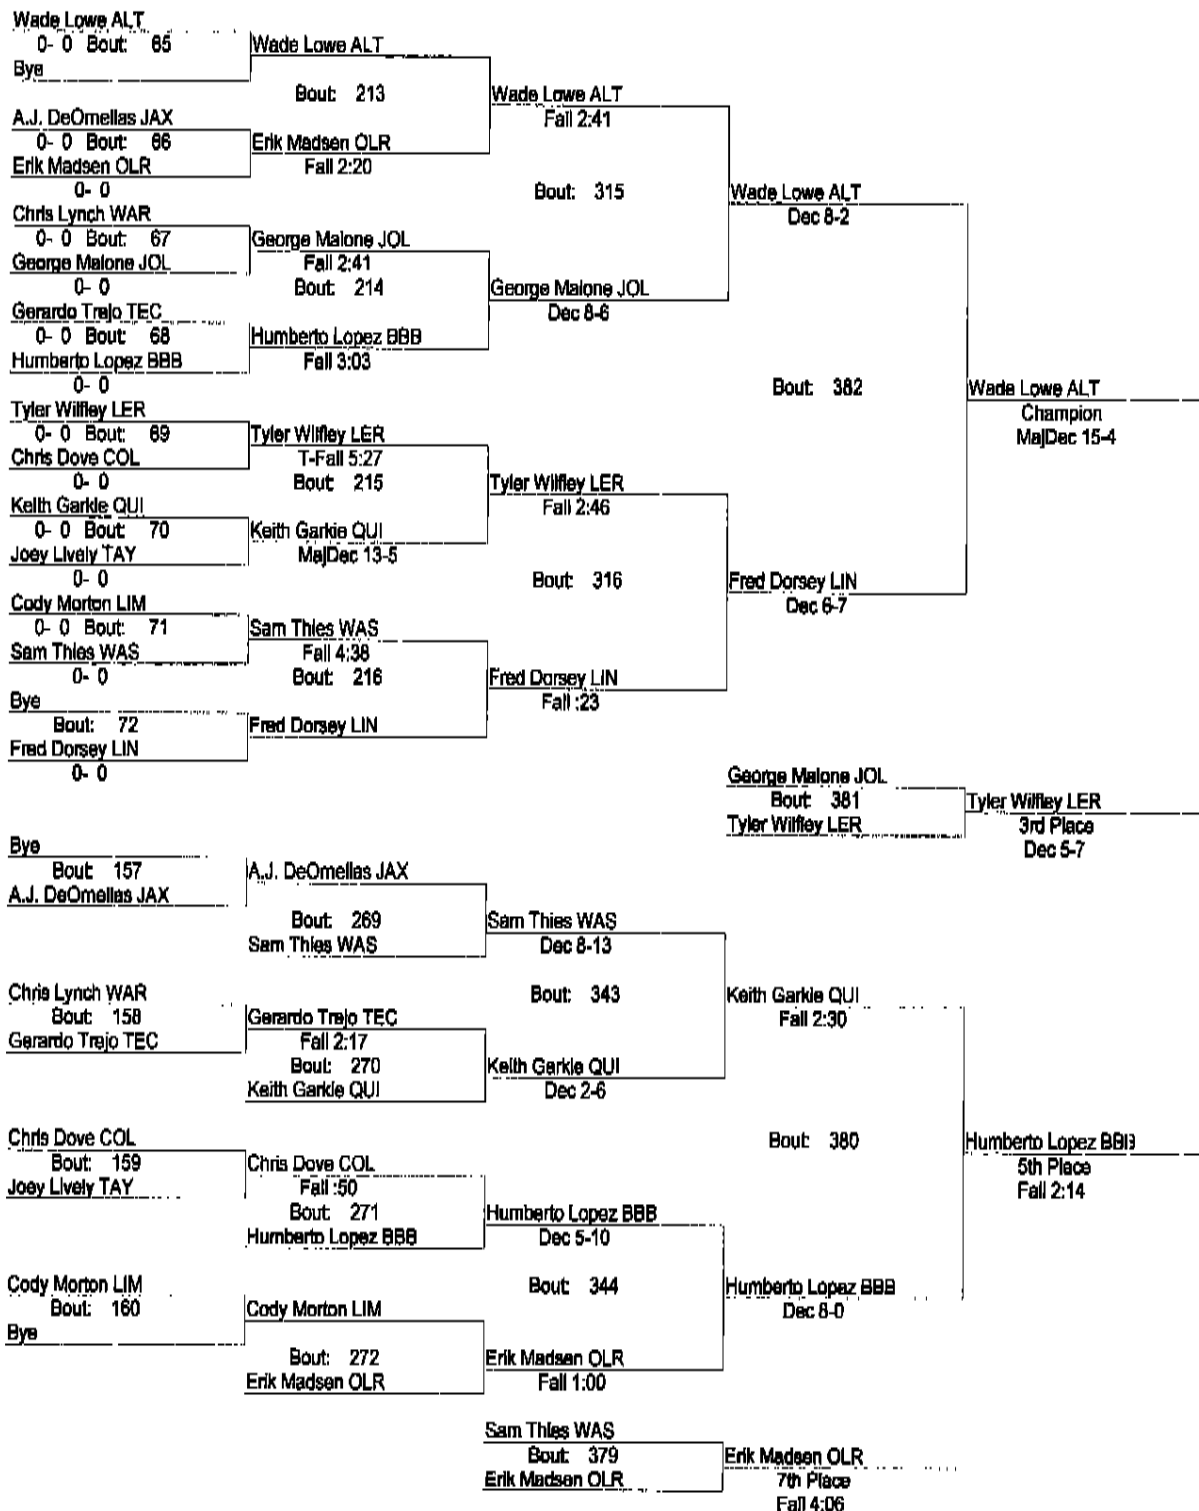 Wade Lowe ALT
0- 0 Bout: 65
Bye
Wade Lowe ALT
Bout: 213
A.J. DeOmellas JAX
0- 0 Bout: 66
Erik Madsen OLR
0- 0
Erik Madsen OLR
Fall 2:20
Wade Lowe ALT
Fall 2:41
Bout: 315
Chris Lynch WAR
0- 0 Bout: 67
George Malone JOL
0- 0
George Malone JOL
Fall 2:41
Bout: 214
Gerardo Trejo TEC
0- 0 Bout: 68
Humberto Lopez BBB
0- 0
Humberto Lopez BBB
Fall 3:03
George Malone JOL
Dec 8-6
Wade Lowe ALT
Dec 8-2
Bout: 382
Wade Lowe ALT
Champion
MajDec 15-4
Tyler Wilfley LER
0- 0 Bout: 69
Chris Dove COL
0- 0
Tyler Wilfley LER
T-Fall 5:27
Bout: 215
Keith Garkie QUI
0- 0 Bout: 70
Joey Lively TAY
0- 0
Keith Garkie QUI
MajDec 13-5
Tyler Wilfley LER
Fall 2:46
Bout: 316
Cody Morton LIM
0- 0 Bout: 71
Sam Thies WAS
0- 0
Sam Thies WAS
Fall 4:38
Bout: 216
Bye
Bout: 72
Fred Dorsey LIN
0- 0
Fred Dorsey LIN
Fred Dorsey LIN
Fall :23
Fred Dorsey LIN
Dec 6-7
George Malone JOL
Bout: 381
Tyler Wilfley LER
Tyler Wilfley LER
3rd Place
Dec 5-7
Bye
Bout: 157
A.J. DeOmellas JAX
A.J. DeOmellas JAX
Bout: 269
Sam Thies WAS
Sam Thies WAS
Dec 8-13
Bout: 343
Chris Lynch WAR
Bout: 158
Gerardo Trejo TEC
Gerardo Trejo TEC
Fall 2:17
Bout: 270
Keith Garkie QUI
Keith Garkie QUI
Dec 2-6
Keith Garkie QUI
Fall 2:30
Bout: 380
Humberto Lopez BBB
5th Place
Fall 2:14
Chris Dove COL
Bout: 159
Joey Lively TAY
Chris Dove COL
Fall :50
Bout: 271
Humberto Lopez BBB
Humberto Lopez BBB
Dec 5-10
Bout: 344
Cody Morton LIM
Bout: 160
Bye
Cody Morton LIM
Bout: 272
Erik Madsen OLR
Erik Madsen OLR
Fall 1:00
Humberto Lopez BBB
Dec 8-0
Sam Thies WAS
Bout: 379
Erik Madsen OLR
Erik Madsen OLR
7th Place
Fall 4:06